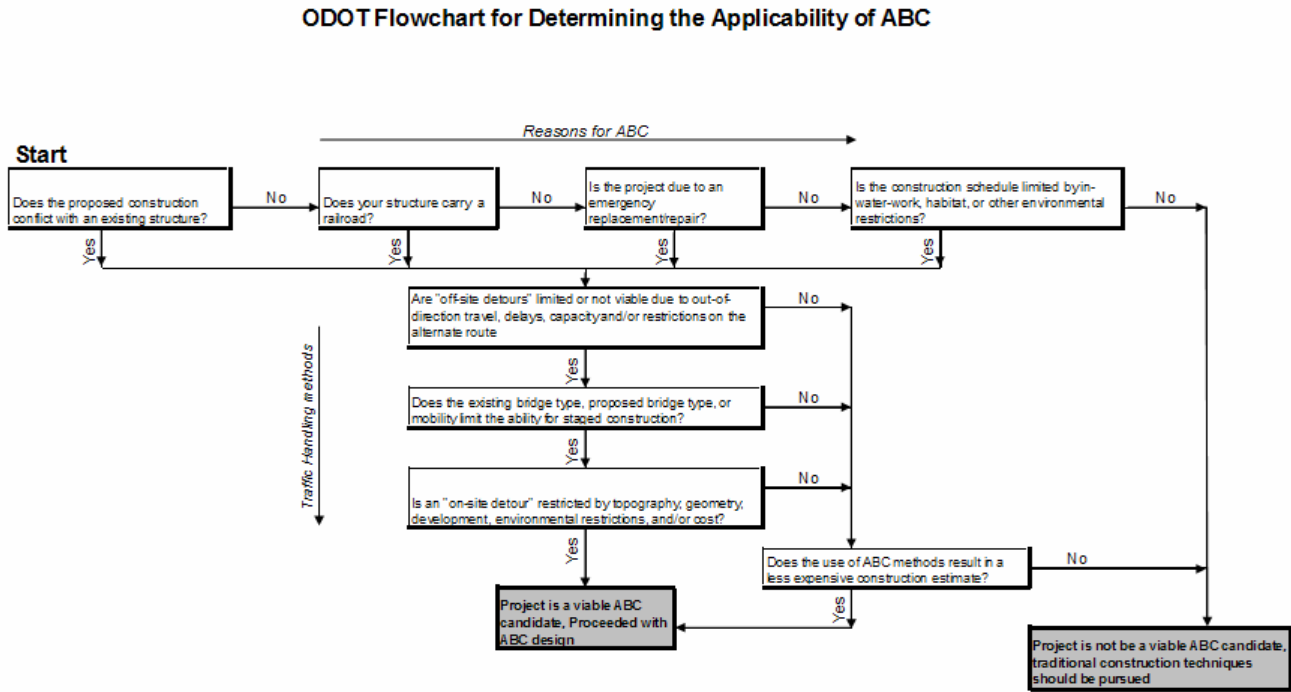 ODOT Flowchart for Determining the Applicability of ABC
Reasons for ABC
Start
Does the proposed construction
conflict with an existing structure?
No
Does your structure carry a
railroad?
No
Is the project due to an
emergency
replacement/repair?
No
Is the construction schedule limited by in-
water-work, habitat, or other environmental
restrictions?
No
Yes
Yes
Yes
Yes
Traffic Handling methods
Are "off-site detours" limited or not viable due to out-of-
direction travel, delays, capacity and/or restrictions on the
alternate route
No
Yes
Does the existing bridge type, proposed bridge type, or
mobility limit the ability for staged construction?
No
Yes
Is an "on-site detour" restricted by topography, geometry,
development, environmental restrictions, and/or cost?
No
Yes
Does the use of ABC methods result in a
less expensive construction estimate?
No
Yes
Project is a viable ABC
candidate, Proceeded with
ABC design
Project is not be a viable ABC candidate,
traditional construction techniques
should be pursued